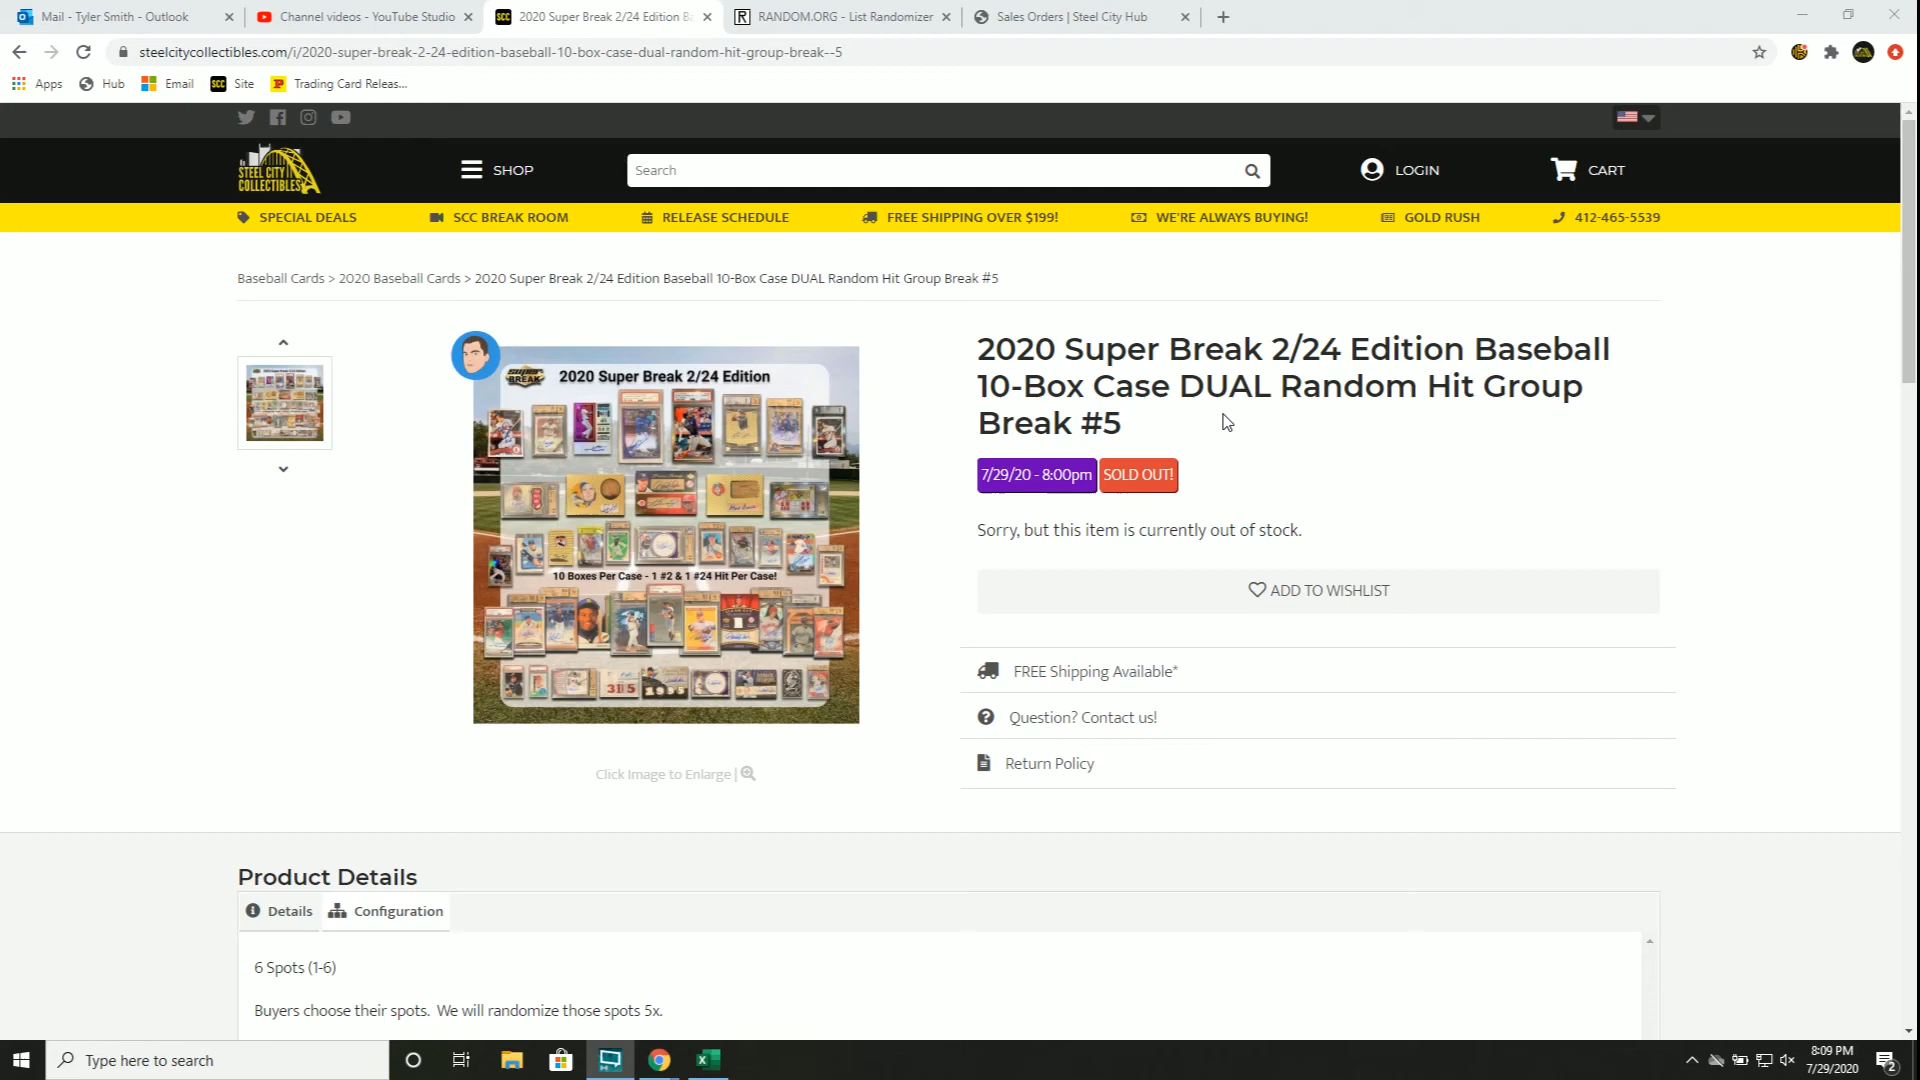 Mail - Tyler Smith - Outlook
Channel videos - YouTube Studio
2020 Super Break 2/24 Edition B
RANDOM.ORG - List Randomizer
Sales Orders | Steel City Hub
steelcitycollectibles.com/i/2020-super-break-2-24-edition-baseball-10-box-case-dual-random-hit-group-break--5
Apps
Hub
Email
Site
Trading Card Releas...
STEEL CITY
COLLECTIBLES
SHOP
Search
LOGIN
CART
SPECIAL DEALS
SCC BREAK ROOM
RELEASE SCHEDULE
FREE SHIPPING OVER $199!
WE'RE ALWAYS BUYING!
GOLD RUSH
412-465-5539
Baseball Cards > 2020 Baseball Cards > 2020 Super Break 2/24 Edition Baseball 10-Box Case DUAL Random Hit Group Break #5
super BREAK
2020 Super Break 2/24 Edition
10 Boxes Per Case - 1 #2 & 1 #24 Hit Per Case!
Click Image to Enlarge |
2020 Super Break 2/24 Edition Baseball
10-Box Case DUAL Random Hit Group
Break #5
7/29/20 - 8:00pm
SOLD OUT!
Sorry, but this item is currently out of stock.
ADD TO WISHLIST
FREE Shipping Available*
Question? Contact us!
Return Policy
Product Details
Details
Configuration
6 Spots (1-6)
Buyers choose their spots. We will randomize those spots 5x.
Type here to search
8:09 PM
7/29/2020
2